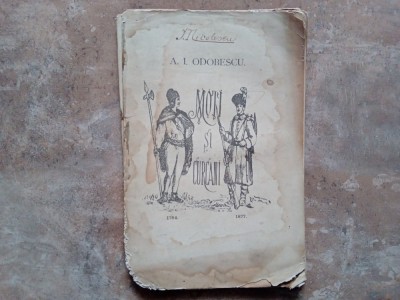 A. I. ODOBESCU
MOȚI
ȘI
CURCANI
1784
1877